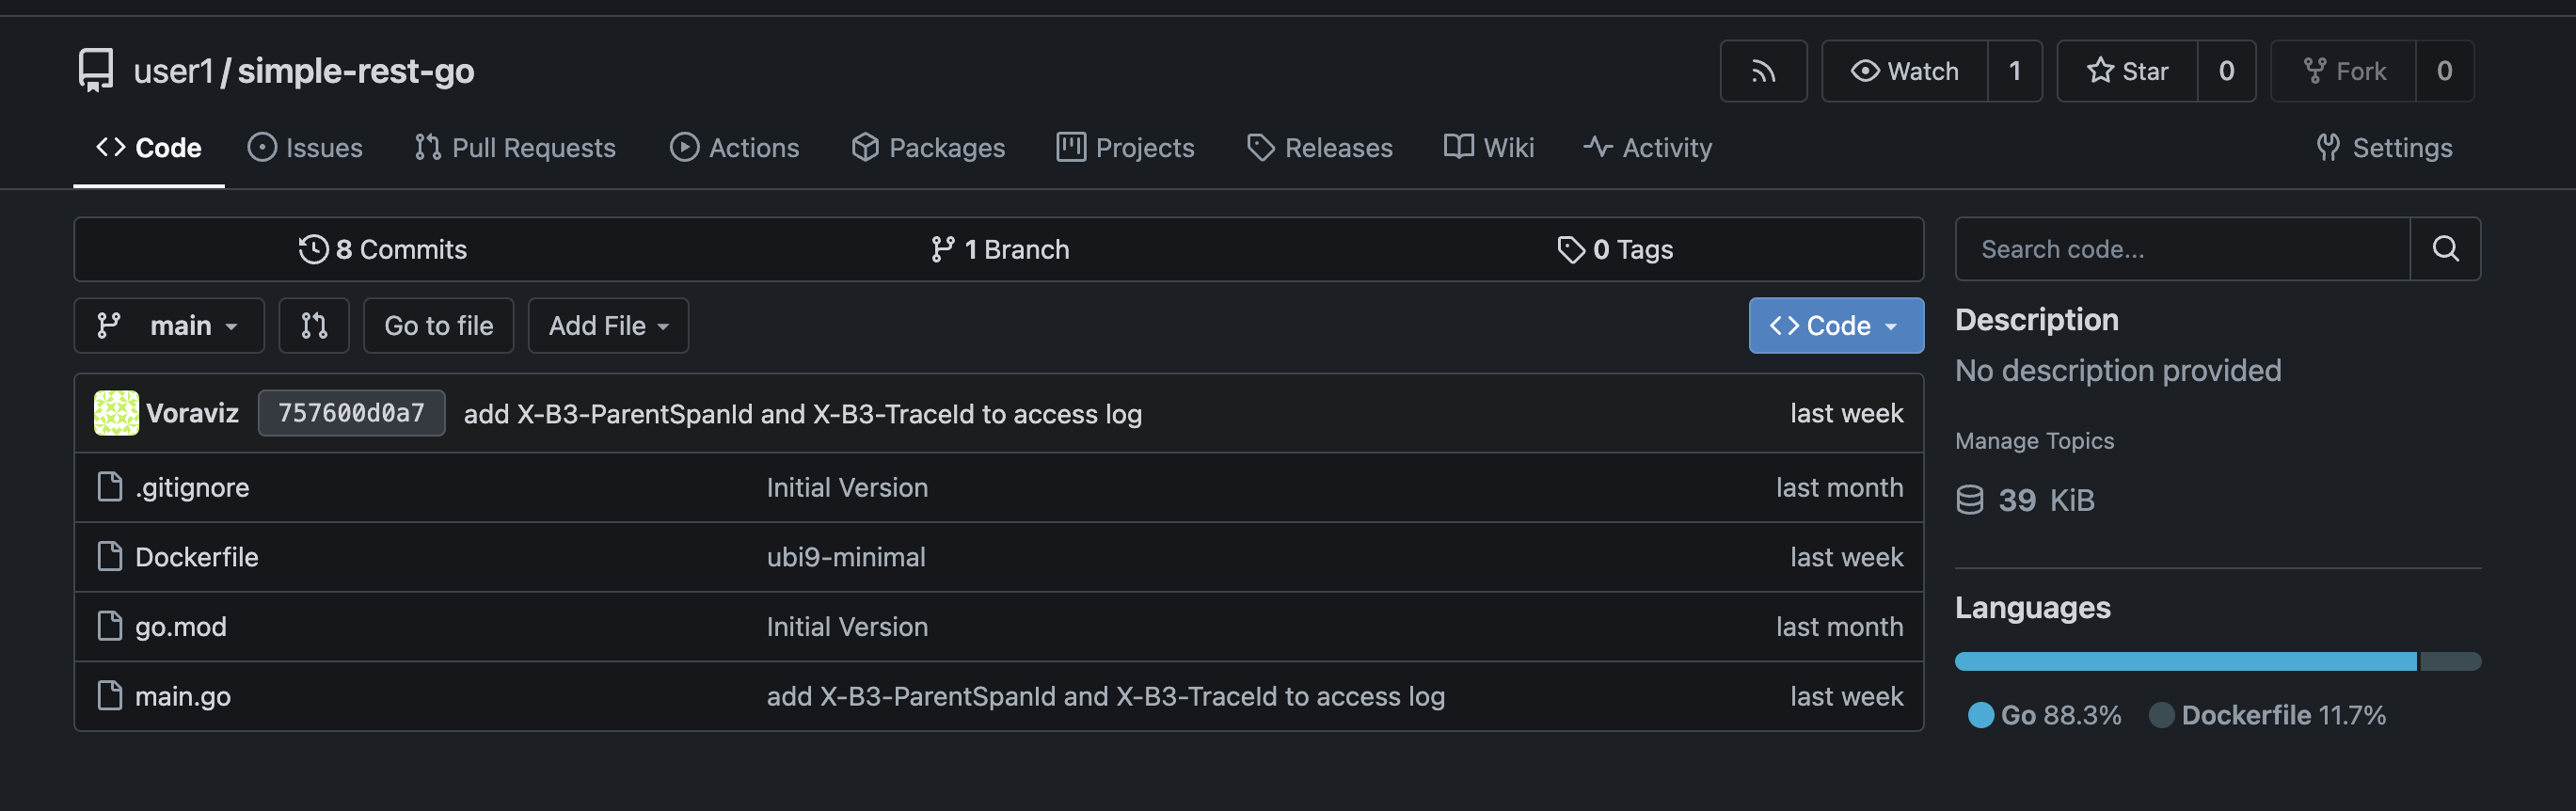 user1/simple-rest-go
Watch 1
Star 0
Fork 0
Code Issues Pull Requests Actions Packages Projects Releases Wiki Activity Settings
8 Commits
1 Branch
0 Tags
Search code...
main
Go to file
Add File
Code
Description
No description provided
Manage Topics
39 KiB
Voraviz 757600d0a7 add X-B3-ParentSpanId and X-B3-TraceId to access log last week
.gitignore Initial Version last month
Dockerfile ubi9-minimal last week
go.mod Initial Version last month
main.go add X-B3-ParentSpanId and X-B3-TraceId to access log last week
Languages
Go 88.3% Dockerfile 11.7%